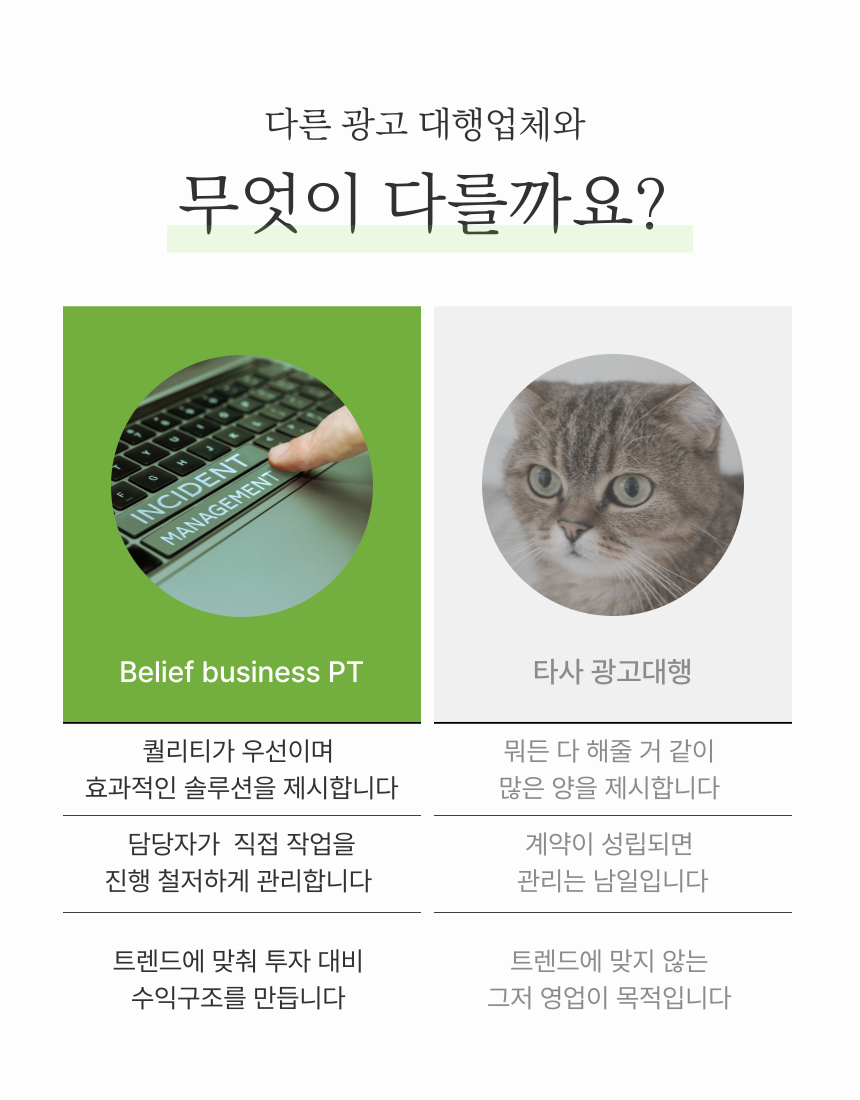 다른 광고 대행업체와
무엇이 다를까요?
INCIDENT
MANAGEMENT
Belief business PT
타사 광고대행
퀄리티가 우선이며
효과적인 솔루션을 제시합니다
뭐든 다 해줄 거 같이
많은 양을 제시합니다
담당자가  직접 작업을
진행 철저하게 관리합니다
계약이 성립되면
관리는 남일입니다
트렌드에 맞춰 투자 대비
수익구조를 만듭니다
트렌드에 맞지 않는
그저 영업이 목적입니다